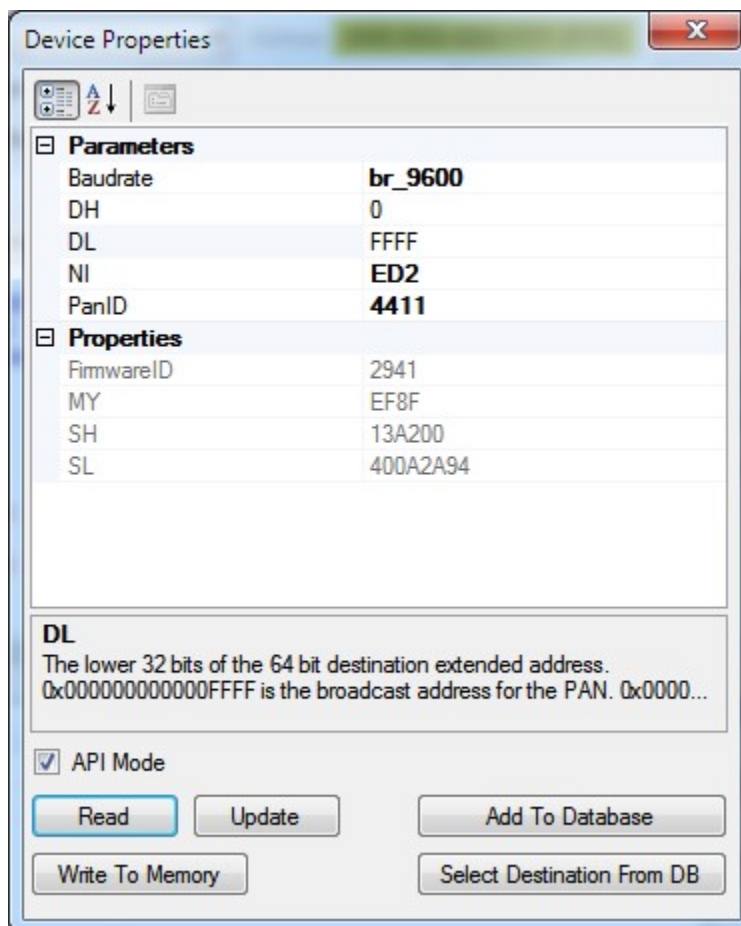 Device Properties
Parameters
Baudrate br_9600
DH 0
DL FFFF
NI ED2
PanID 4411
Properties
FirmwareID 2941
MY EF8F
SH 13A200
SL 400A2A94
DL
The lower 32 bits of the 64 bit destination extended address.
0x000000000000FFFF is the broadcast address for the PAN. 0x0000...
API Mode
Read Update Add To Database
Write To Memory Select Destination From DB